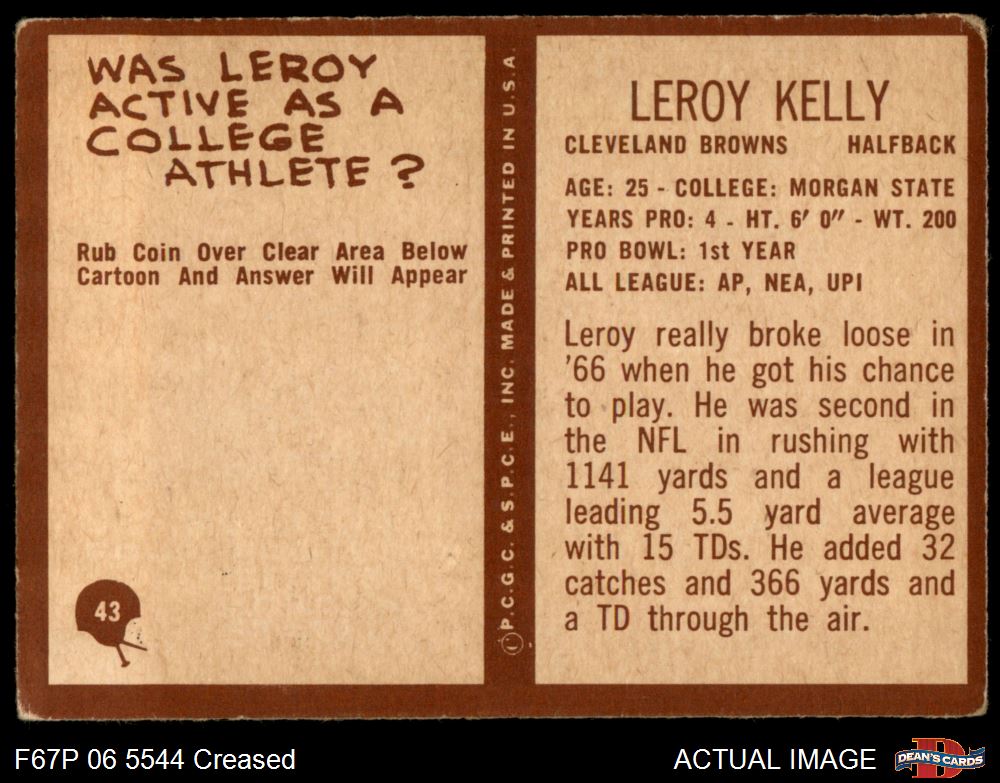 WAS LEROY
ACTIVE AS A
COLLEGE
ATHLETE?
Rub Coin Over Clear Area Below
Cartoon And Answer Will Appear
43
© P.C.G.C. & S.P.C.E., INC. MADE & PRINTED IN U.S.A.
LEROY KELLY
CLEVELAND BROWNS HALFBACK
AGE: 25 - COLLEGE: MORGAN STATE
YEARS PRO: 4 - HT. 6' 0" - WT. 200
PRO BOWL: 1st YEAR
ALL LEAGUE: AP, NEA, UPI
Leroy really broke loose in
'66 when he got his chance
to play. He was second in
the NFL in rushing with
1141 yards and a league
leading 5.5 yard average
with 15 TDs. He added 32
catches and 366 yards and
a TD through the air.
F67P 06 5544 Creased
ACTUAL IMAGE
D
DEAN'S CARDS